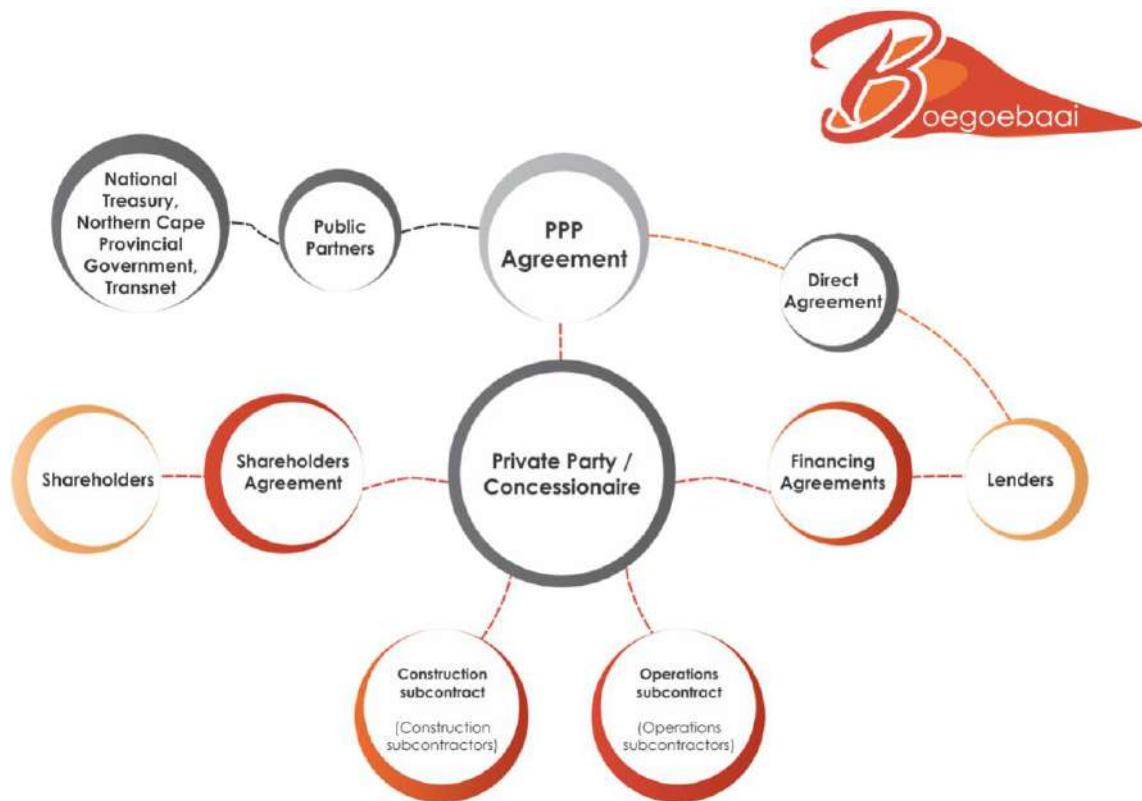 Boegoebaai
National
Treasury,
Northern Cape
Provincial
Government,
Transnet
Public
Partners
PPP
Agreement
Direct
Agreement
Shareholders
Shareholders
Agreement
Private Party /
Concessionaire
Financing
Agreements
Lenders
Construction
subcontract
(Construction
subcontractors)
Operations
subcontract
(Operations
subcontractors)